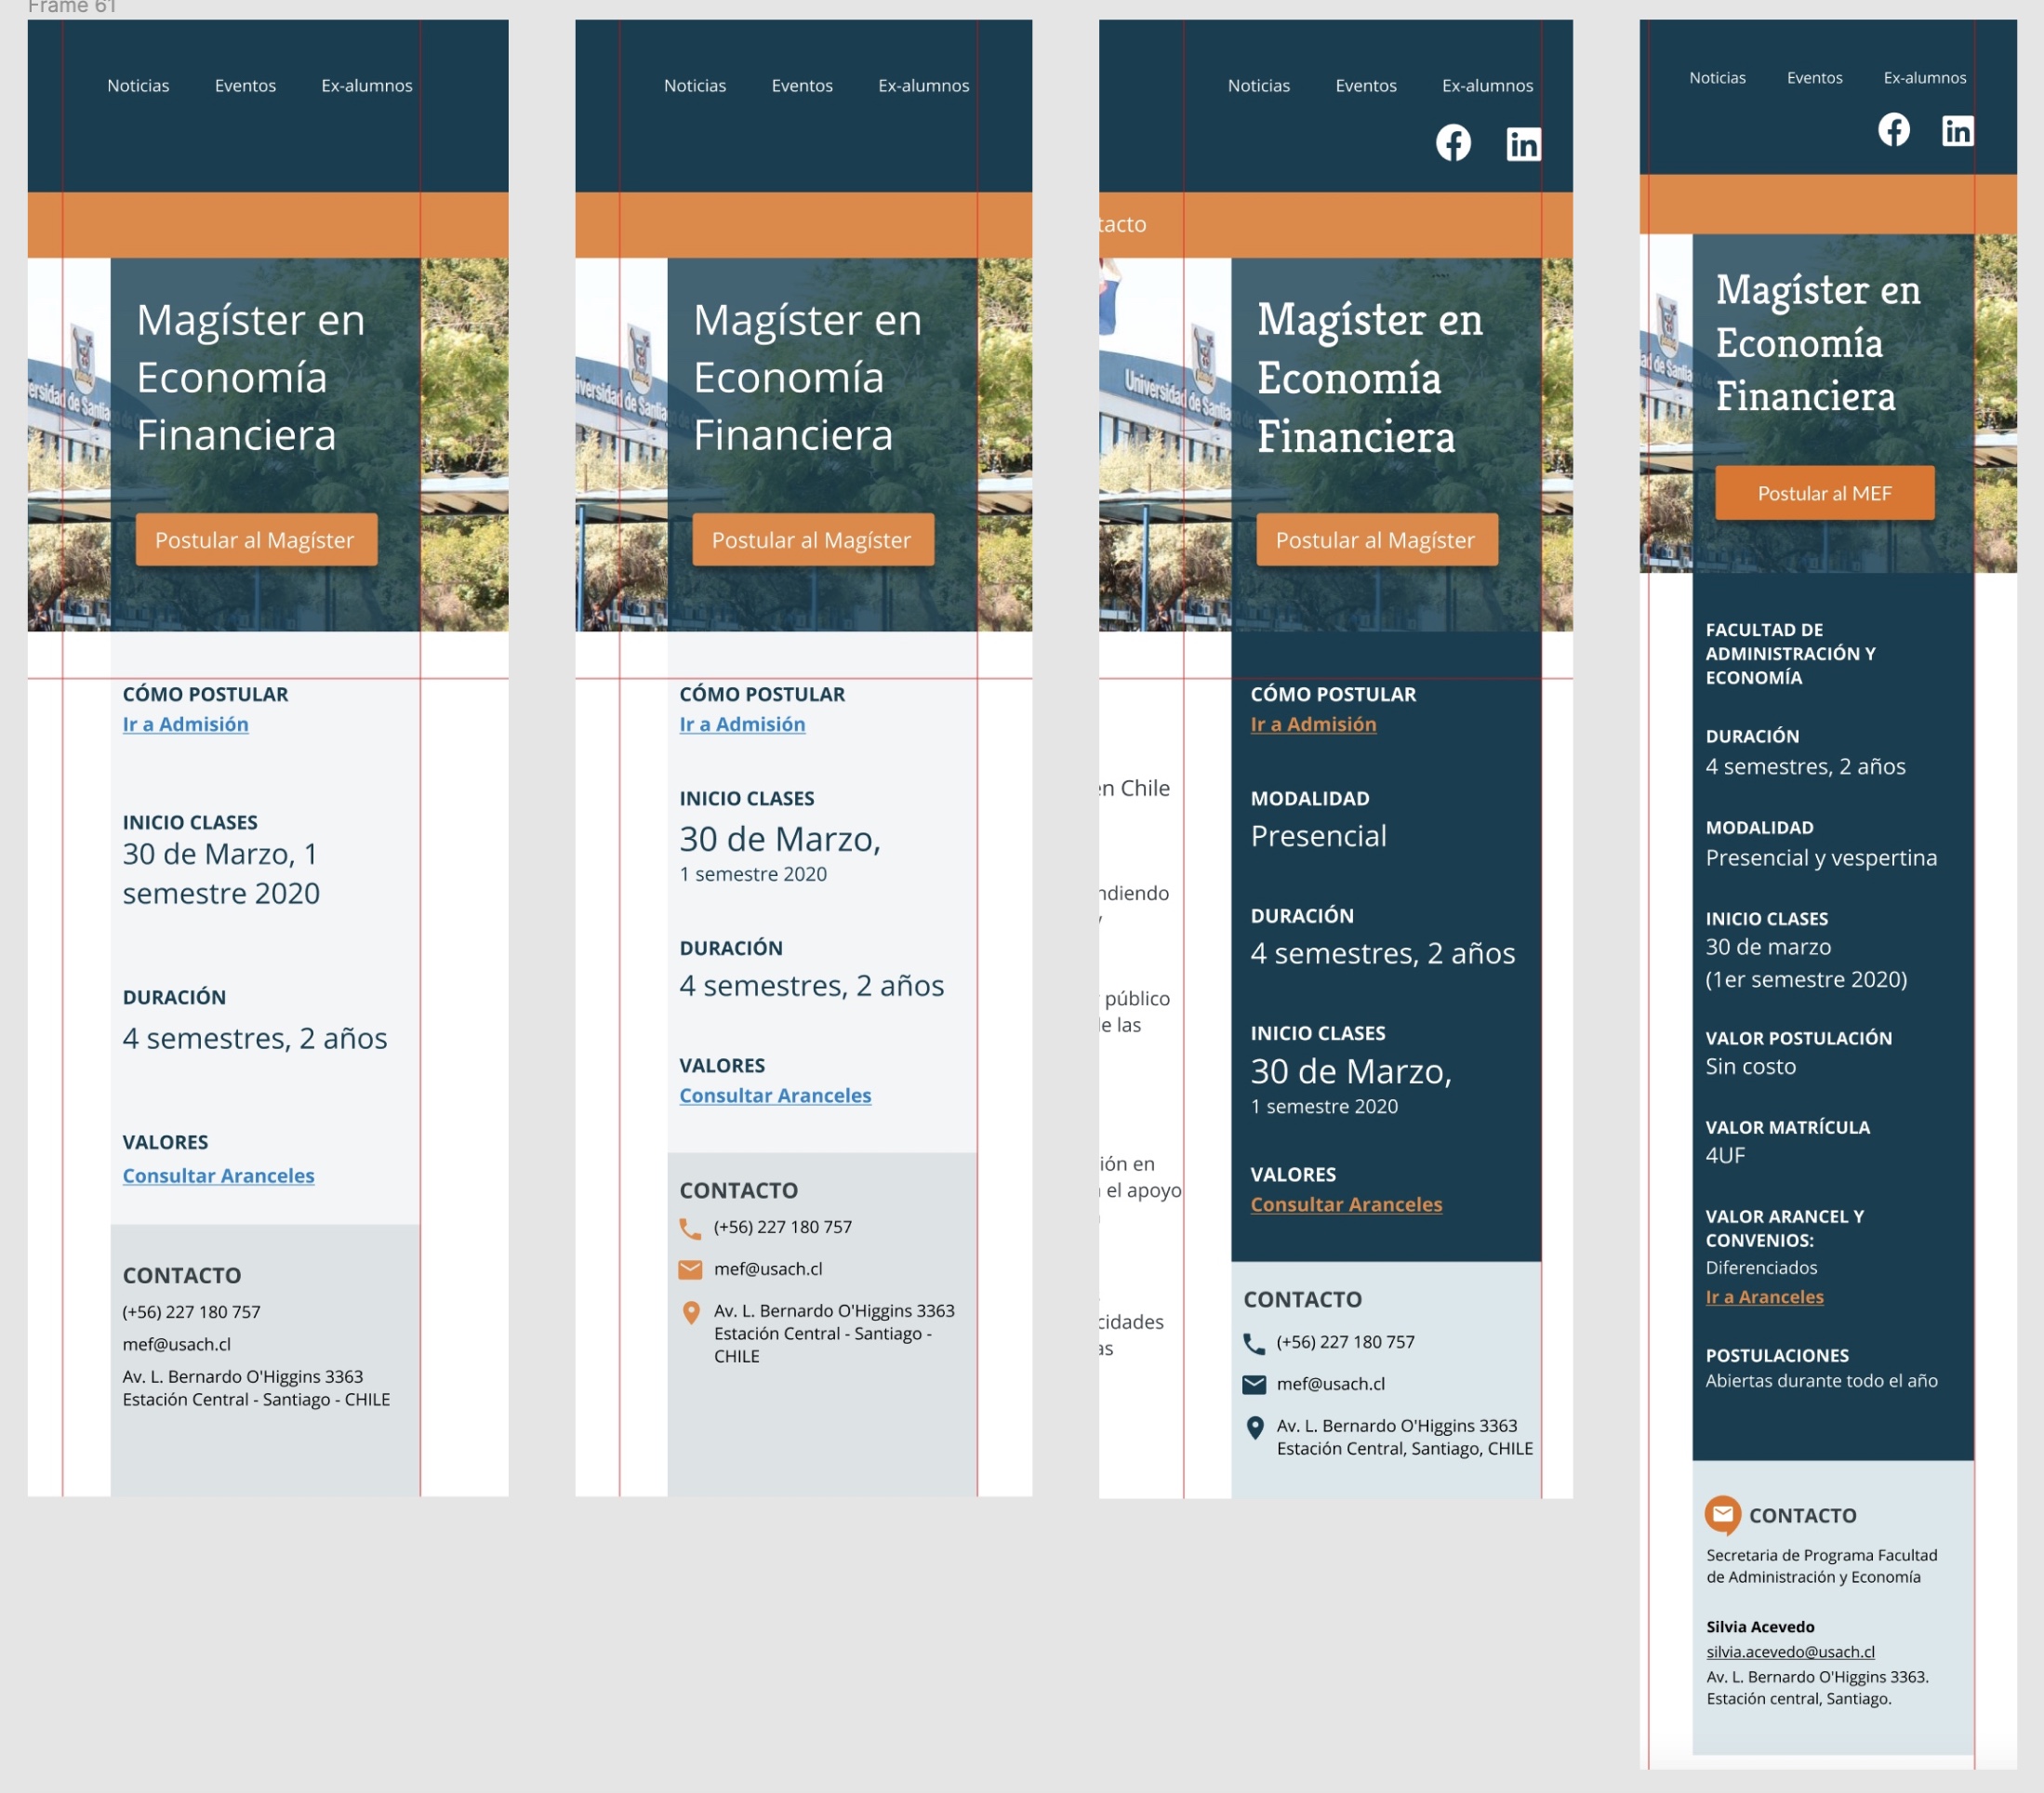 Frame 61
Noticias Eventos Ex-alumnos
Magíster en
Economía
Financiera
Postular al Magíster
CÓMO POSTULAR
Ir a Admisión
INICIO CLASES
30 de Marzo, 1
semestre 2020
DURACIÓN
4 semestres, 2 años
VALORES
Consultar Aranceles
CONTACTO
(+56) 227 180 757
mef@usach.cl
Av. L. Bernardo O'Higgins 3363
Estación Central - Santiago - CHILE
Noticias Eventos Ex-alumnos
Magíster en
Economía
Financiera
Postular al Magíster
CÓMO POSTULAR
Ir a Admisión
INICIO CLASES
30 de Marzo,
1 semestre 2020
DURACIÓN
4 semestres, 2 años
VALORES
Consultar Aranceles
CONTACTO
(+56) 227 180 757
mef@usach.cl
Av. L. Bernardo O'Higgins 3363
Estación Central - Santiago -
CHILE
Noticias Eventos Ex-alumnos
tacto
Universidad de Santia
Magíster en
Economía
Financiera
Postular al Magíster
en Chile
ndiendo
público
de las
ión en
el apoyo
cidades
as
CÓMO POSTULAR
Ir a Admisión
MODALIDAD
Presencial
DURACIÓN
4 semestres, 2 años
INICIO CLASES
30 de Marzo,
1 semestre 2020
VALORES
Consultar Aranceles
CONTACTO
(+56) 227 180 757
mef@usach.cl
Av. L. Bernardo O'Higgins 3363
Estación Central, Santiago, CHILE
Noticias Eventos Ex-alumnos
Magíster en
Economía
Financiera
Postular al MEF
FACULTAD DE
ADMINISTRACIÓN Y
ECONOMÍA
DURACIÓN
4 semestres, 2 años
MODALIDAD
Presencial y vespertina
INICIO CLASES
30 de marzo
(1er semestre 2020)
VALOR POSTULACIÓN
Sin costo
VALOR MATRÍCULA
4UF
VALOR ARANCEL Y
CONVENIOS:
Diferenciados
Ir a Aranceles
POSTULACIONES
Abiertas durante todo el año
CONTACTO
Secretaria de Programa Facultad
de Administración y Economía
Silvia Acevedo
silvia.acevedo@usach.cl
Av. L. Bernardo O'Higgins 3363.
Estación central, Santiago.